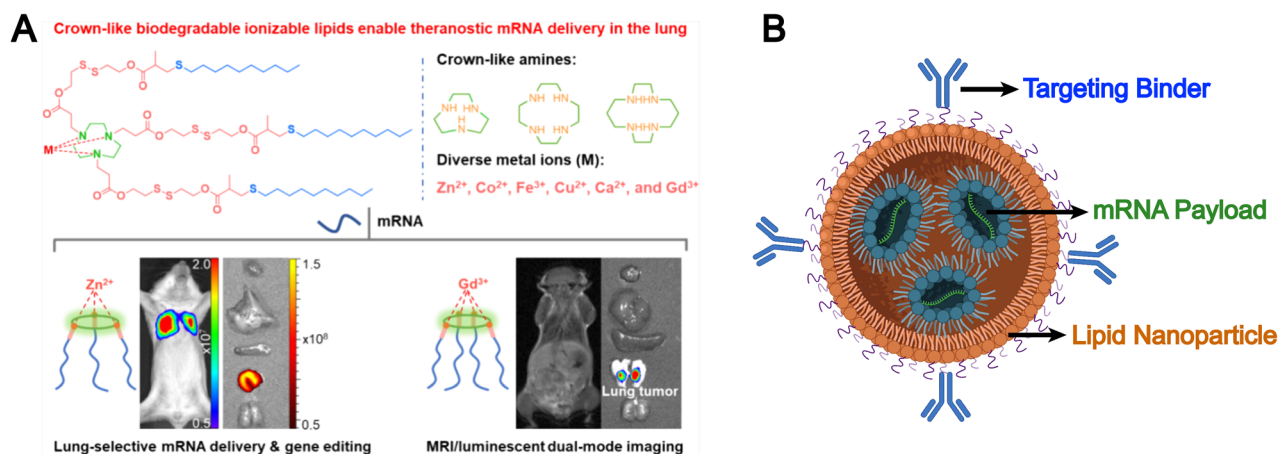 A
Crown-like biodegradable ionizable lipids enable theranostic mRNA delivery in the lung
S
S
O
O
S
O
O
N
N
N
M
O
O
S
S
O
O
S
O
O
S
S
O
O
S
Crown-like amines:
NH HN
NH
NH HN
NH HN
NH HN
NH HN
Diverse metal ions (M):
Zn²⁺, Co²⁺, Fe³⁺, Cu²⁺, Ca²⁺, and Gd³⁺
mRNA
Zn²⁺
2.0
x10⁷
0.5
1.5
x10⁸
0.5
Lung-selective mRNA delivery & gene editing
Gd³⁺
Lung tumor
MRI/luminescent dual-mode imaging
B
Targeting Binder
mRNA Payload
Lipid Nanoparticle